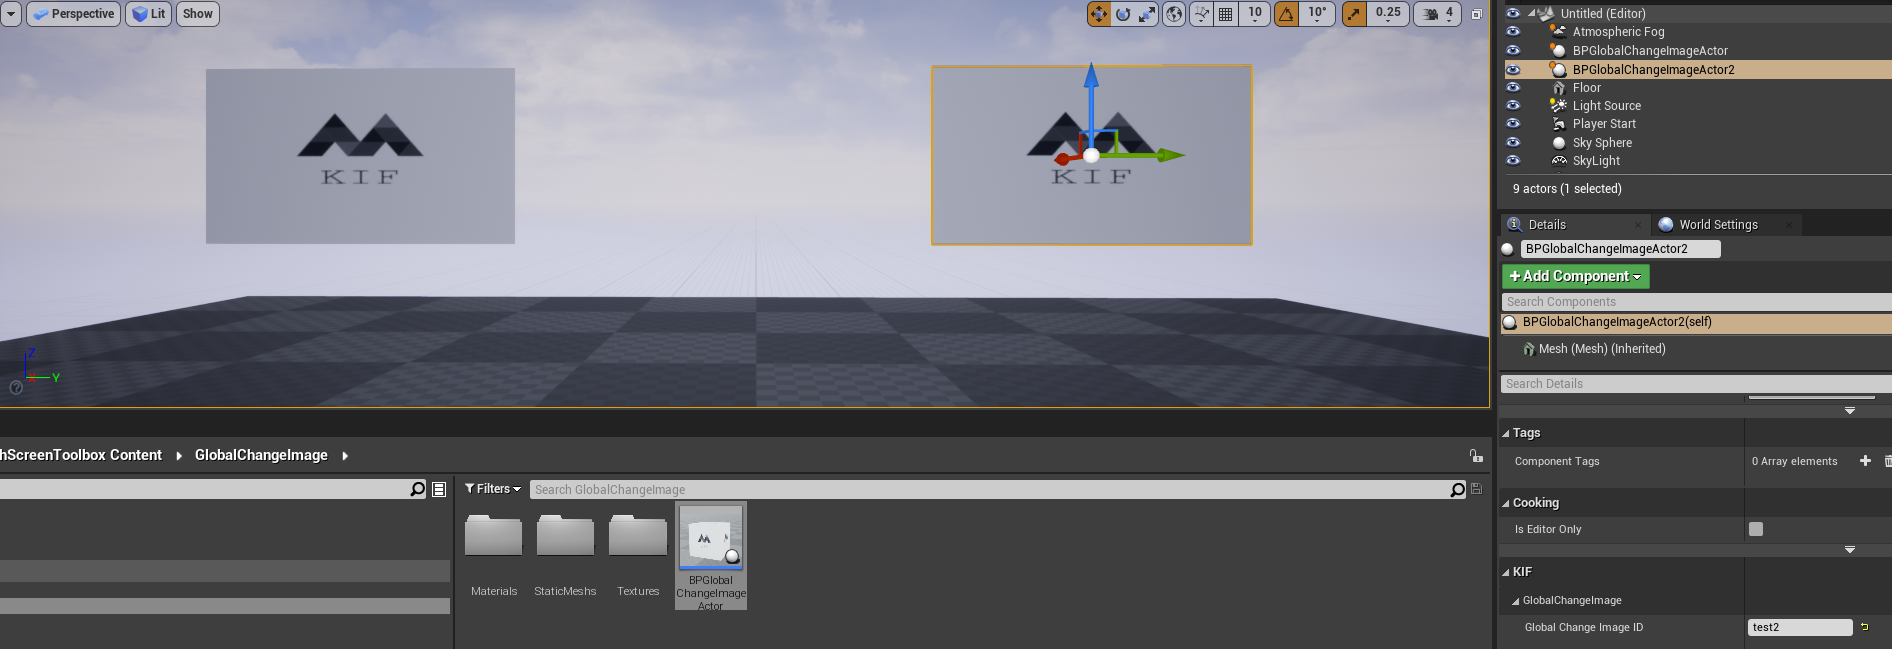 Perspective
Lit
Show
10
10°
0.25
4
KIF
KIF
Z
X
Y
Untitled (Editor)
Atmospheric Fog
BPGlobalChangeImageActor
BPGlobalChangeImageActor2
Floor
Light Source
Player Start
Sky Sphere
SkyLight
9 actors (1 selected)
Details
World Settings
BPGlobalChangeImageActor2
+Add Component
Search Components
BPGlobalChangeImageActor2(self)
Mesh (Mesh) (Inherited)
Search Details
Tags
Component Tags
0 Array elements
Cooking
Is Editor Only
KIF
GlobalChangeImage
Global Change Image ID
test2
hScreenToolbox Content
GlobalChangeImage
Filters
Search GlobalChangeImage
Materials
StaticMeshs
Textures
BPGlobal
ChangeImage
Actor